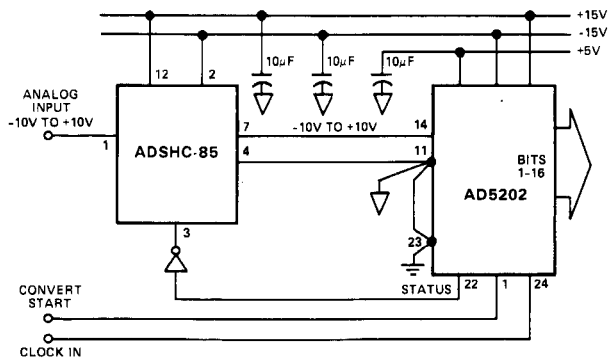 +15V
-15V
+5V
10µF
10µF
10µF
12
2
ANALOG
INPUT
-10V TO +10V
1
ADSHC-85
7
-10V TO +10V
14
4
11
BITS
1-16
AD5202
3
23
STATUS
22
1
24
CONVERT
START
CLOCK IN